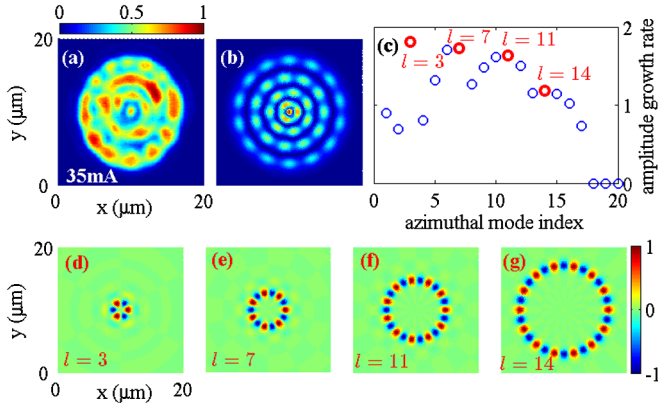 0 0.5 1
20
(a)
(b)
y (μm)
0
35mA
0 20
x (μm)
(c)
l = 3
l = 7
l = 11
l = 14
2
1
0
amplitude growth rate
0 5 10 15 20
azimuthal mode index
20
(d)
(e)
(f)
(g)
y (μm)
0
l = 3
l = 7
l = 11
l = 14
0 20
x (μm)
1
0
-1